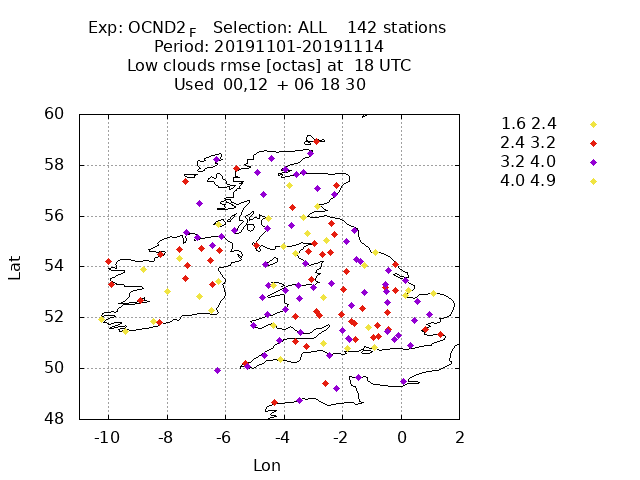 Exp: OCND2 F Selection: ALL 142 stations
Period: 20191101-20191114
Low clouds rmse [octas] at 18 UTC
Used 00,12 + 06 18 30
60
58
56
54
52
50
48
-10 -8 -6 -4 -2 0 2
Lat
Lon
1.6 2.4
2.4 3.2
3.2 4.0
4.0 4.9